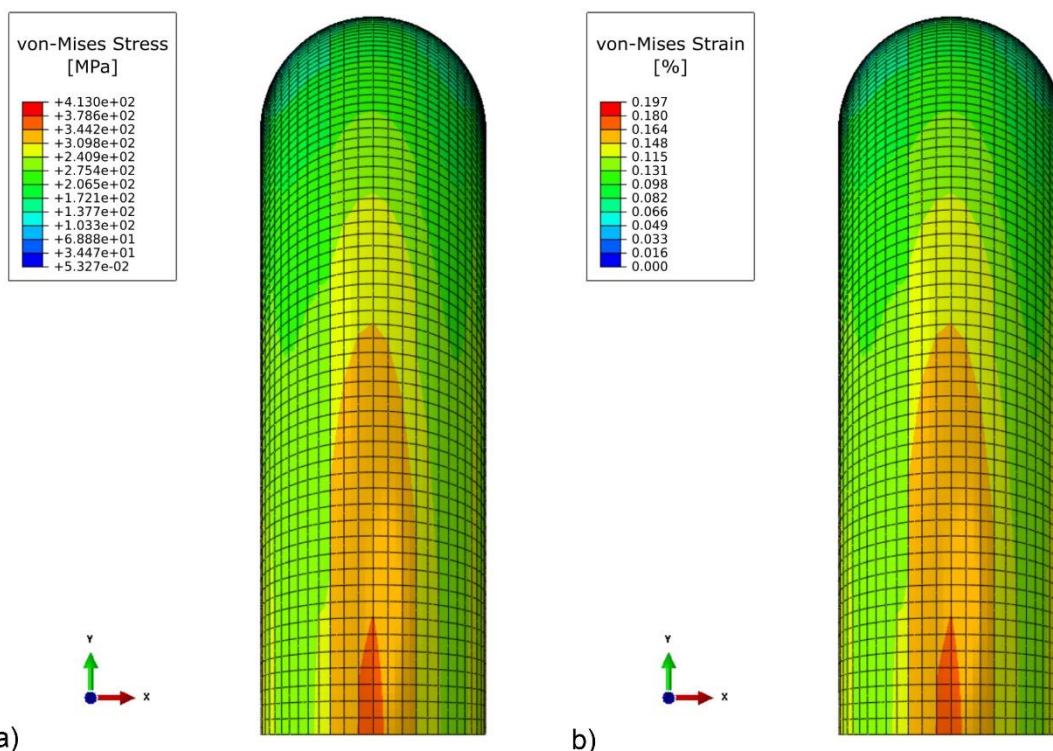 von-Mises Stress
[MPa]
+4.130e+02
+3.786e+02
+3.442e+02
+3.098e+02
+2.409e+02
+2.754e+02
+2.065e+02
+1.721e+02
+1.377e+02
+1.033e+02
+6.888e+01
+3.447e+01
+5.327e-02
Y
X
a)
von-Mises Strain
[%]
0.197
0.180
0.164
0.148
0.115
0.131
0.098
0.082
0.066
0.049
0.033
0.016
0.000
Y
X
b)